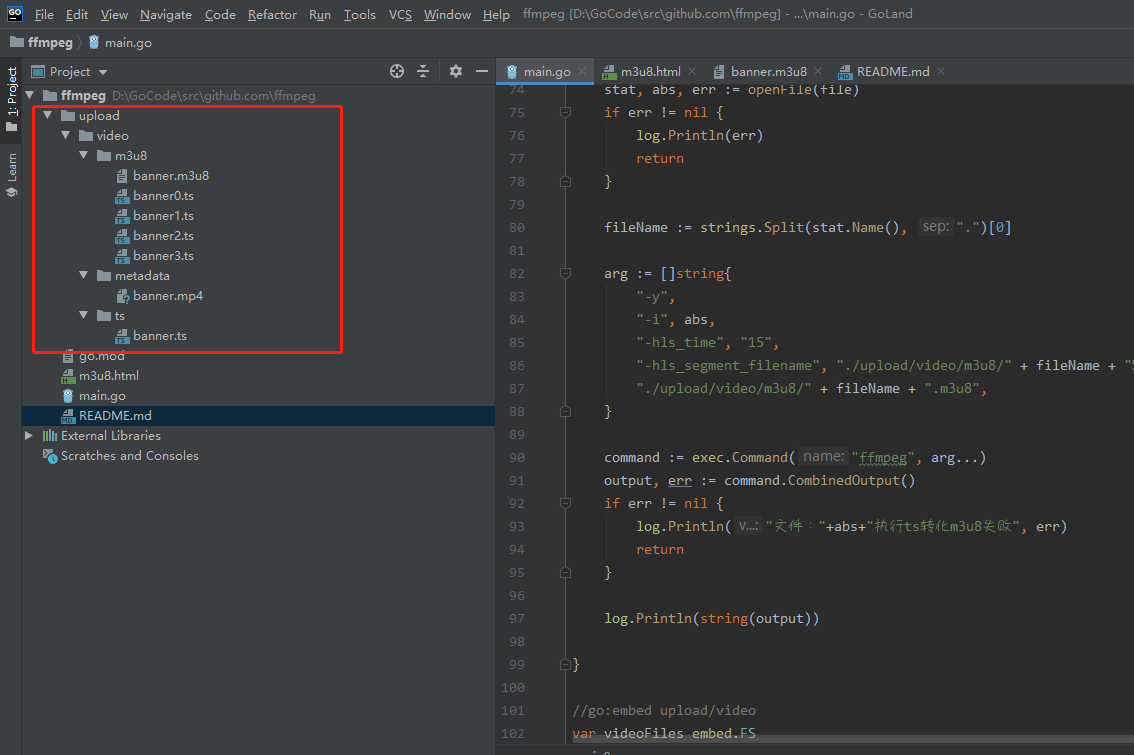 GO File Edit View Navigate Code Refactor Run Tools VCS Window Help ffmpeg [D:\GoCode\src\github.com\ffmpeg] - ...\main.go - GoLand
ffmpeg main.go
1: Project
Learn
Project
ffmpeg D:\GoCode\src\github.com\ffmpeg
upload
video
m3u8
banner.m3u8
banner0.ts
banner1.ts
banner2.ts
banner3.ts
metadata
banner.mp4
ts
banner.ts
go.mod
m3u8.html
main.go
README.md
External Libraries
Scratches and Consoles
main.go m3u8.html banner.m3u8 README.md
74 stat, abs, err := openFile(file)
75 if err != nil {
76 log.Println(err)
77 return
78 }
79
80 fileName := strings.Split(stat.Name(), sep: ".")[0]
81
82 arg := []string{
83 "-y",
84 "-i", abs,
85 "-hls_time", "15",
86 "-hls_segment_filename", "./upload/video/m3u8/" + fileName + "
87 "./upload/video/m3u8/" + fileName + ".m3u8",
88 }
89
90 command := exec.Command( name: "ffmpeg", arg...)
91 output, err := command.CombinedOutput()
92 if err != nil {
93 log.Println( v...: "文件："+abs+"执行ts转化m3u8失败", err)
94 return
95 }
96
97 log.Println(string(output))
98
99 }
100
101 //go:embed upload/video
102 var videoFiles embed.FS